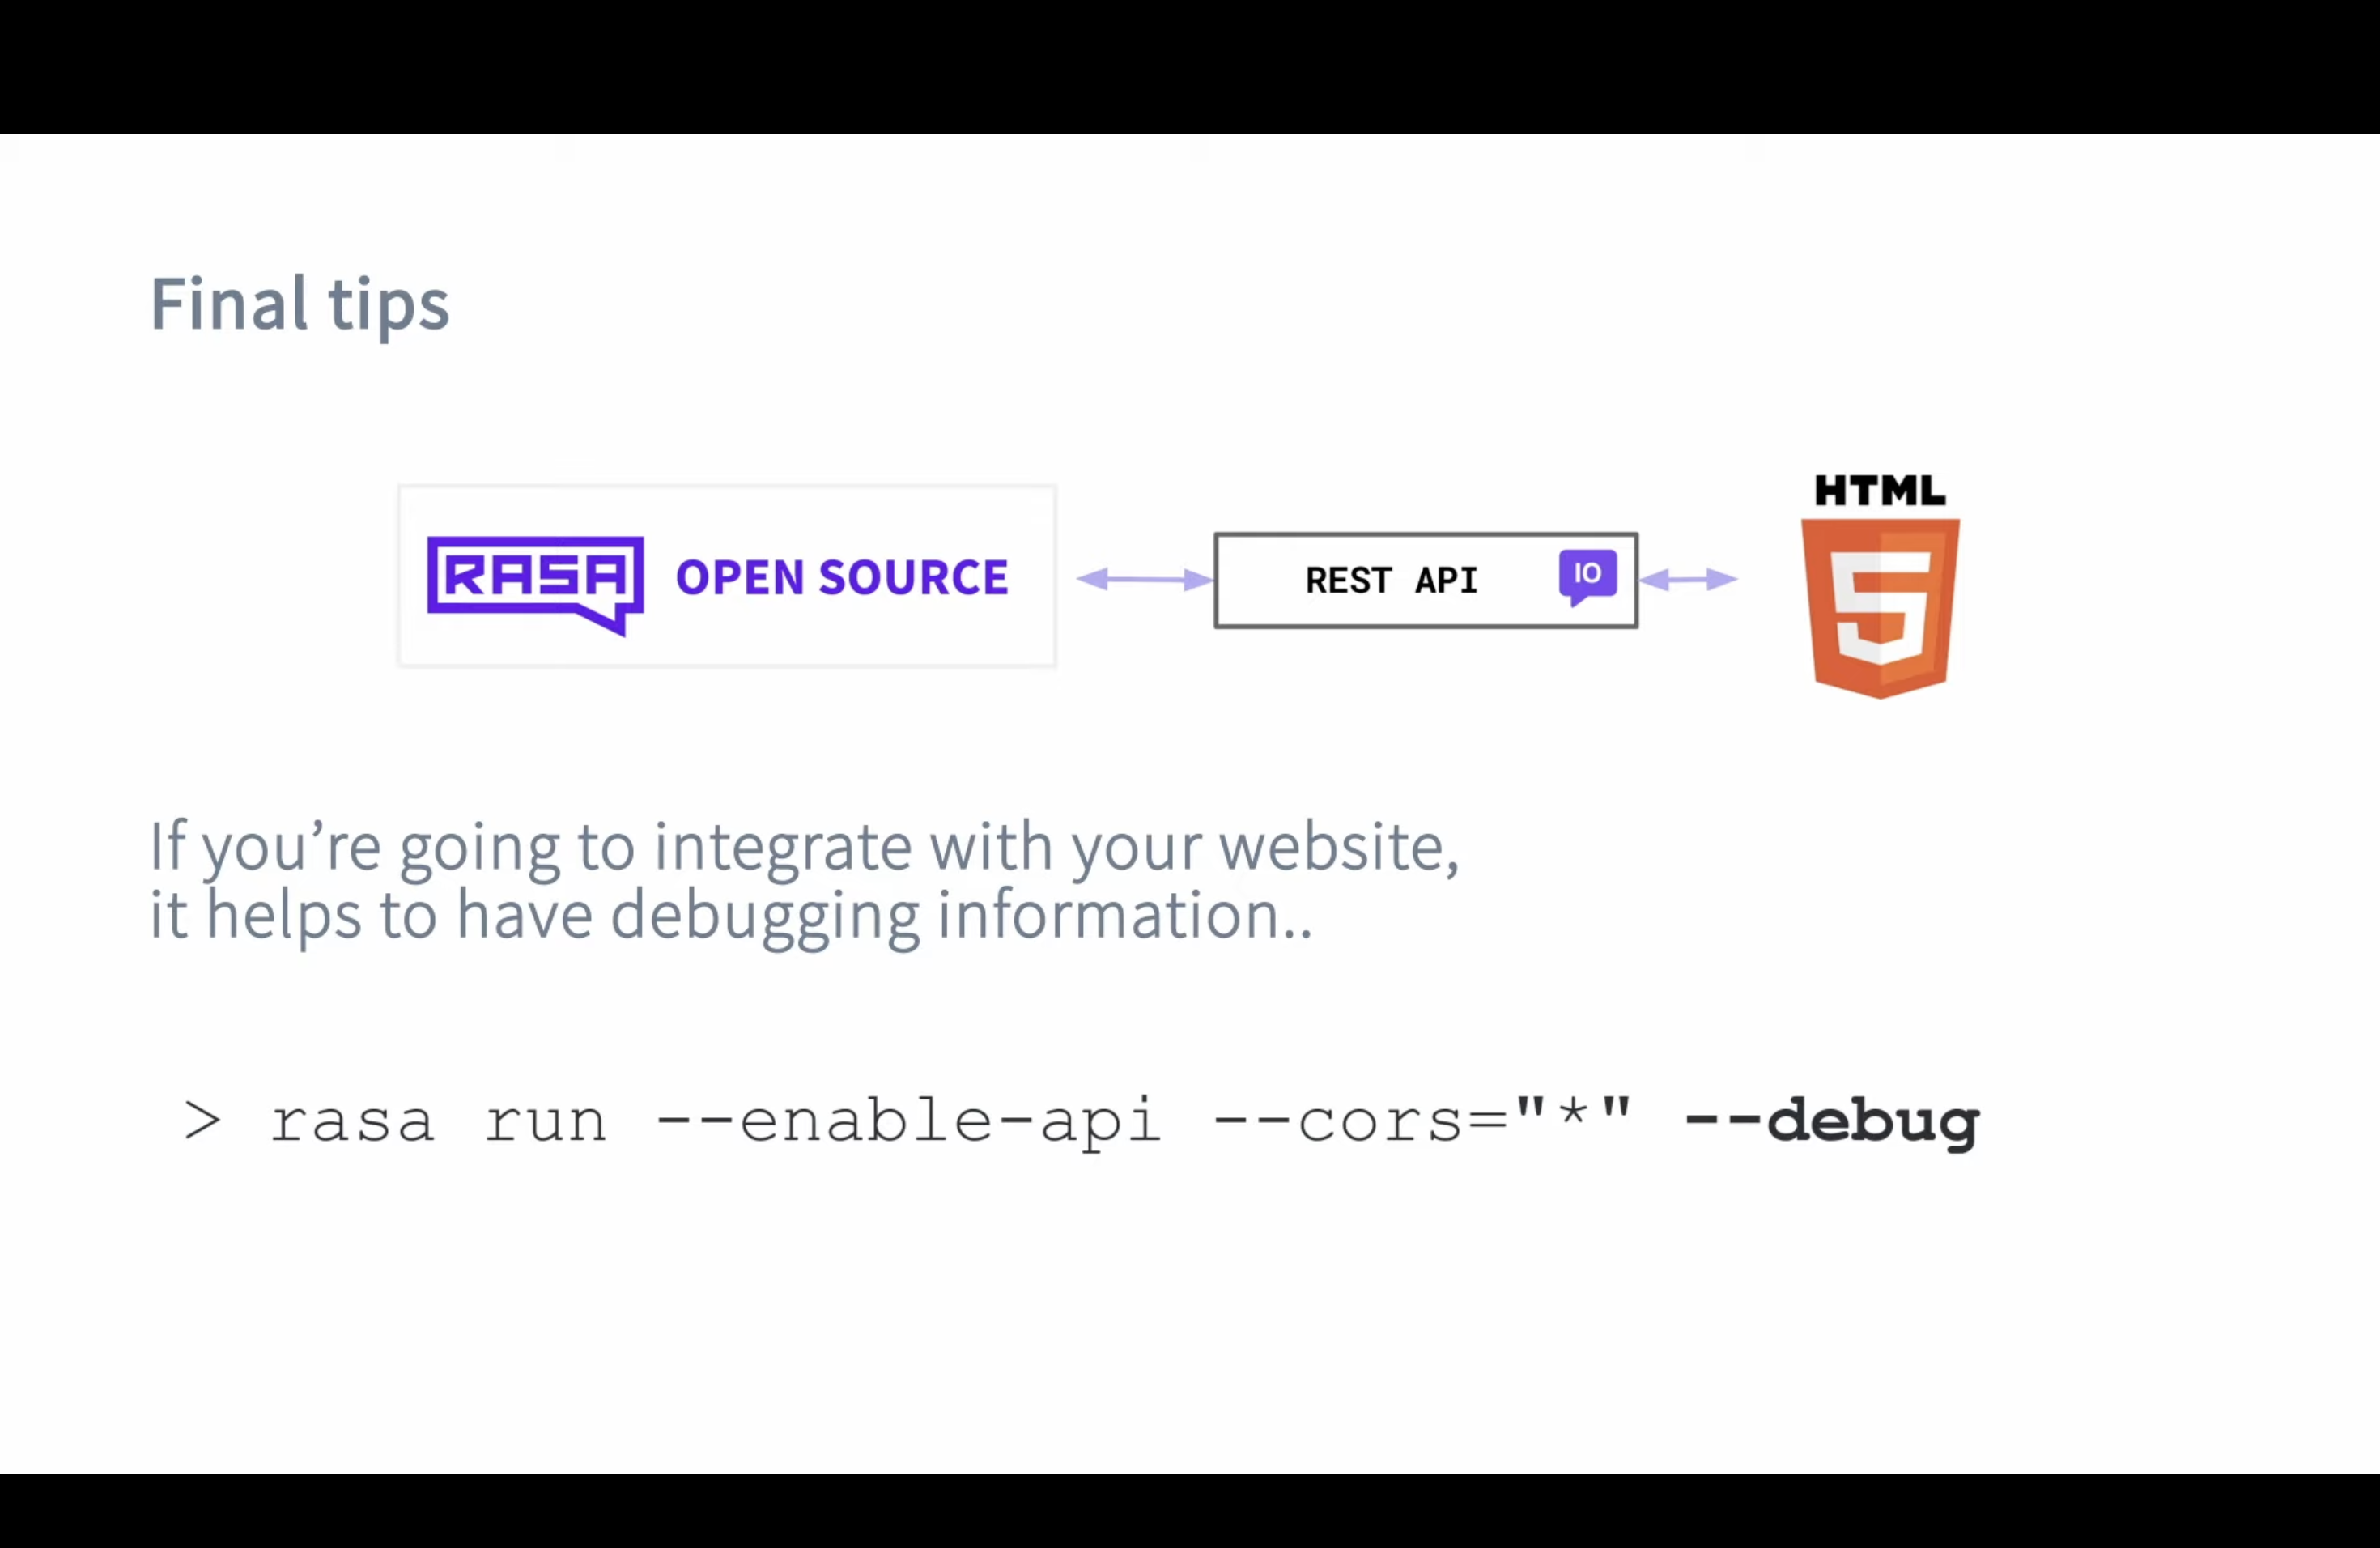 Final tips
RASA OPEN SOURCE
REST API
IO
HTML
5
If you’re going to integrate with your website,
it helps to have debugging information..
> rasa run --enable-api --cors="*" --debug